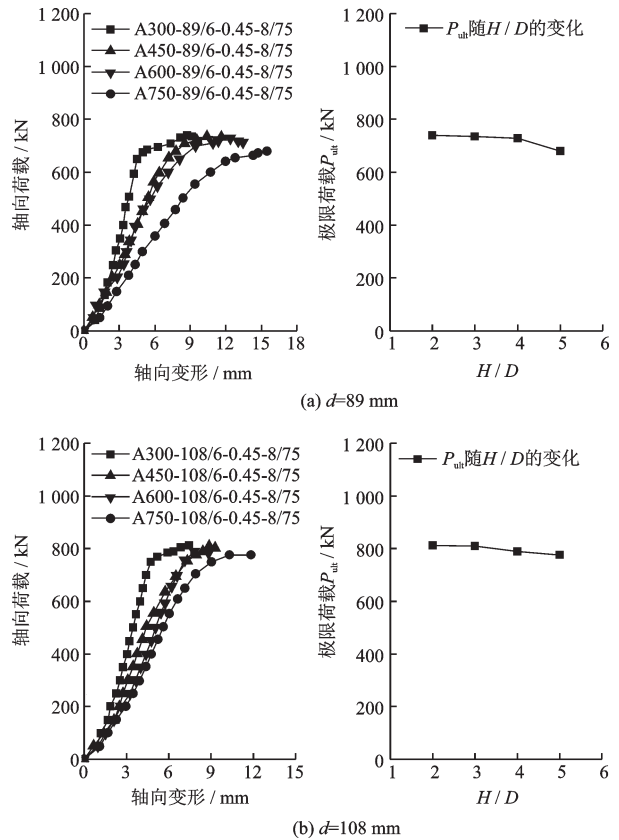 1 200
1 000
800
600
400
200
0
轴向荷载 / kN
A300-89/6-0.45-8/75
A450-89/6-0.45-8/75
A600-89/6-0.45-8/75
A750-89/6-0.45-8/75
3 6 9 12 15 18
轴向变形 / mm
1 200
1 000
800
600
400
200
0
极限荷载Pult / kN
Pult随H / D的变化
1 2 3 4 5 6
H / D
(a) d=89 mm
1 200
1 000
800
600
400
200
0
轴向荷载 / kN
A300-108/6-0.45-8/75
A450-108/6-0.45-8/75
A600-108/6-0.45-8/75
A750-108/6-0.45-8/75
0 3 6 9 12 15
轴向变形 / mm
1 200
1 000
800
600
400
200
0
极限荷载Pult / kN
Pult随H / D的变化
1 2 3 4 5 6
H / D
(b) d=108 mm